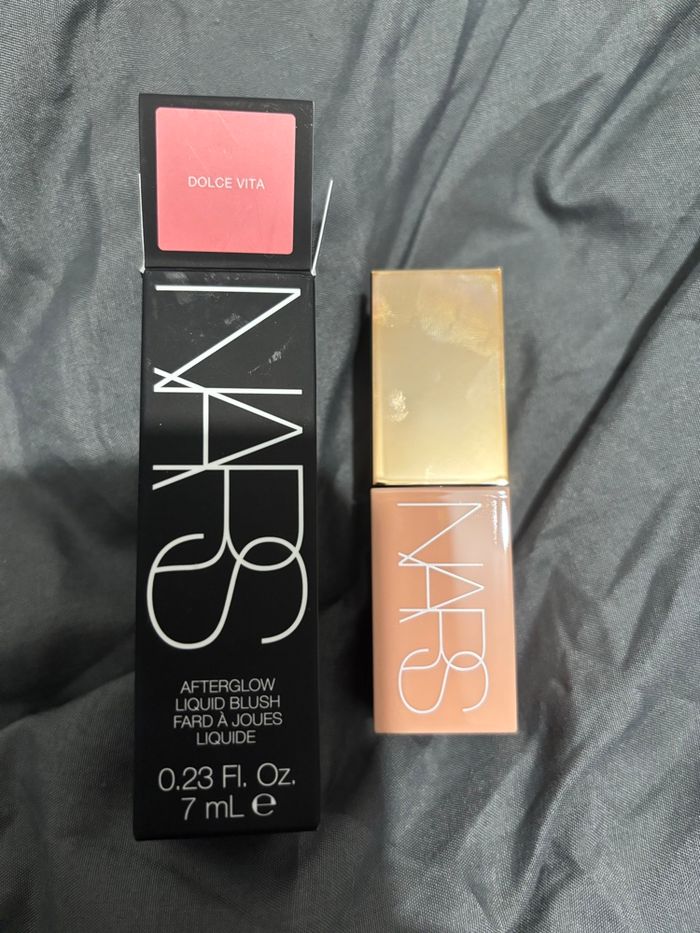 DOLCE VITA
NARS
AFTERGLOW
LIQUID BLUSH
FARD À JOUES
LIQUIDE
0.23 Fl. Oz.
7 mL ℮
NARS